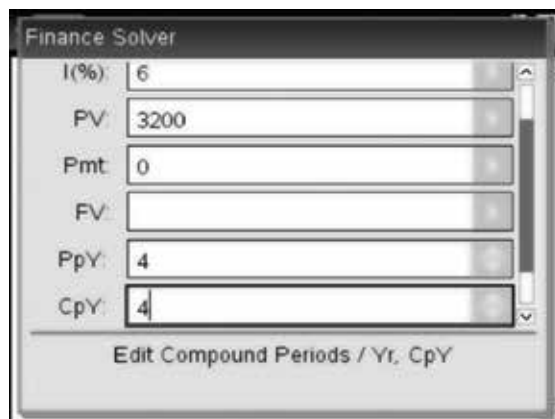 Finance Solver
I(%): 6
PV: 3200
Pmt: 0
FV:
PpY: 4
CpY: 4
Edit Compound Periods / Yr, CpY